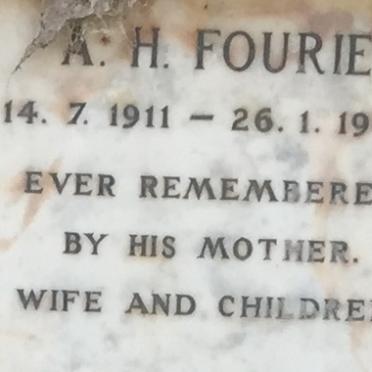 A. H. FOURIE
14. 7. 1911 – 26. 1. 19
EVER REMEMBERE
BY HIS MOTHER.
WIFE AND CHILDRE